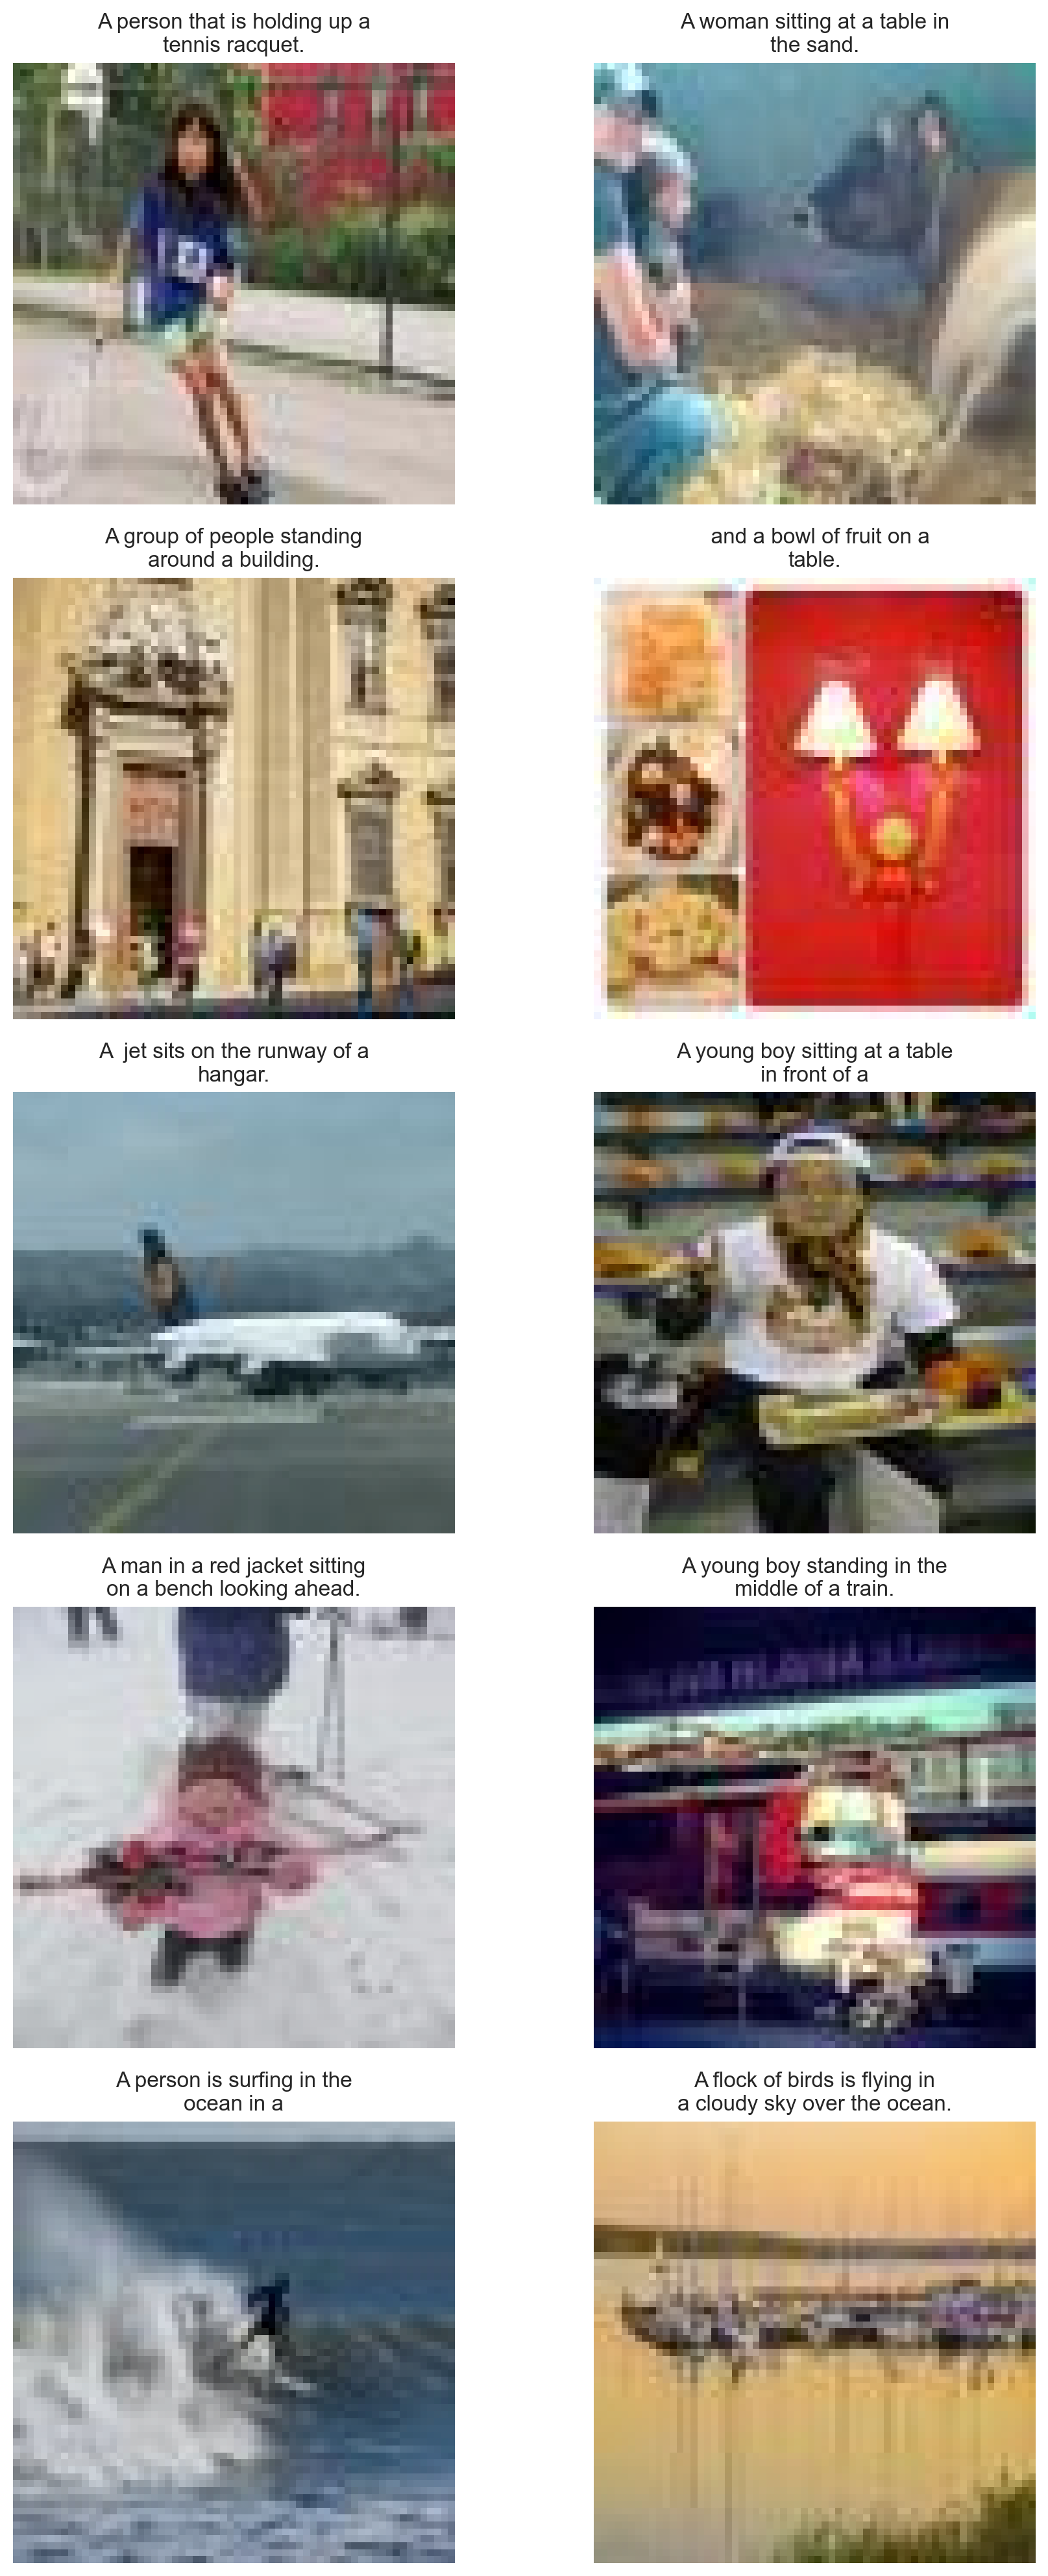 A person that is holding up a
tennis racquet.
A woman sitting at a table in
the sand.
A group of people standing
around a building.
and a bowl of fruit on a
table.
A  jet sits on the runway of a
hangar.
A young boy sitting at a table
in front of a
A man in a red jacket sitting
on a bench looking ahead.
A young boy standing in the
middle of a train.
A person is surfing in the
ocean in a
A flock of birds is flying in
a cloudy sky over the ocean.